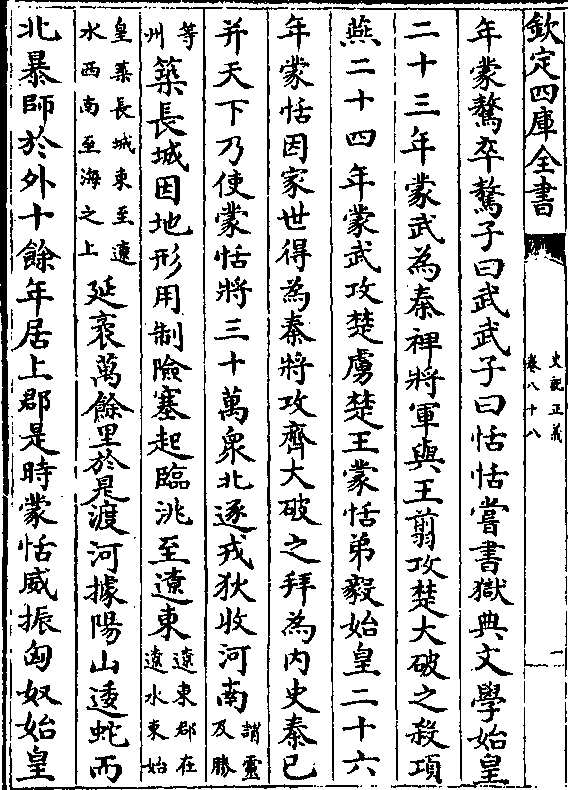 欽定四庫全書
史記正義
卷八十八
一
年蒙驁卒驁子曰武武子曰恬恬嘗書獄典文學始皇
二十三年蒙武為秦裨將軍與王翦攻楚大破之殺項
燕二十四年蒙武攻楚虜楚王蒙恬弟毅始皇二十六
年蒙恬因家世得為秦將攻齊大破之拜為内史秦已
并天下乃使蒙恬將三十萬衆北逐戎狄收河南
謂靈
及勝
等
州
築長城因地形用制險塞起臨洮至遼東
遼東郡在
遼水東始
皇築長城東至遼
水西南至海之上
延袤萬餘里於是渡河據陽山逶蛇而
北暴師於外十餘年居上郡是時蒙恬威振匈奴始皇